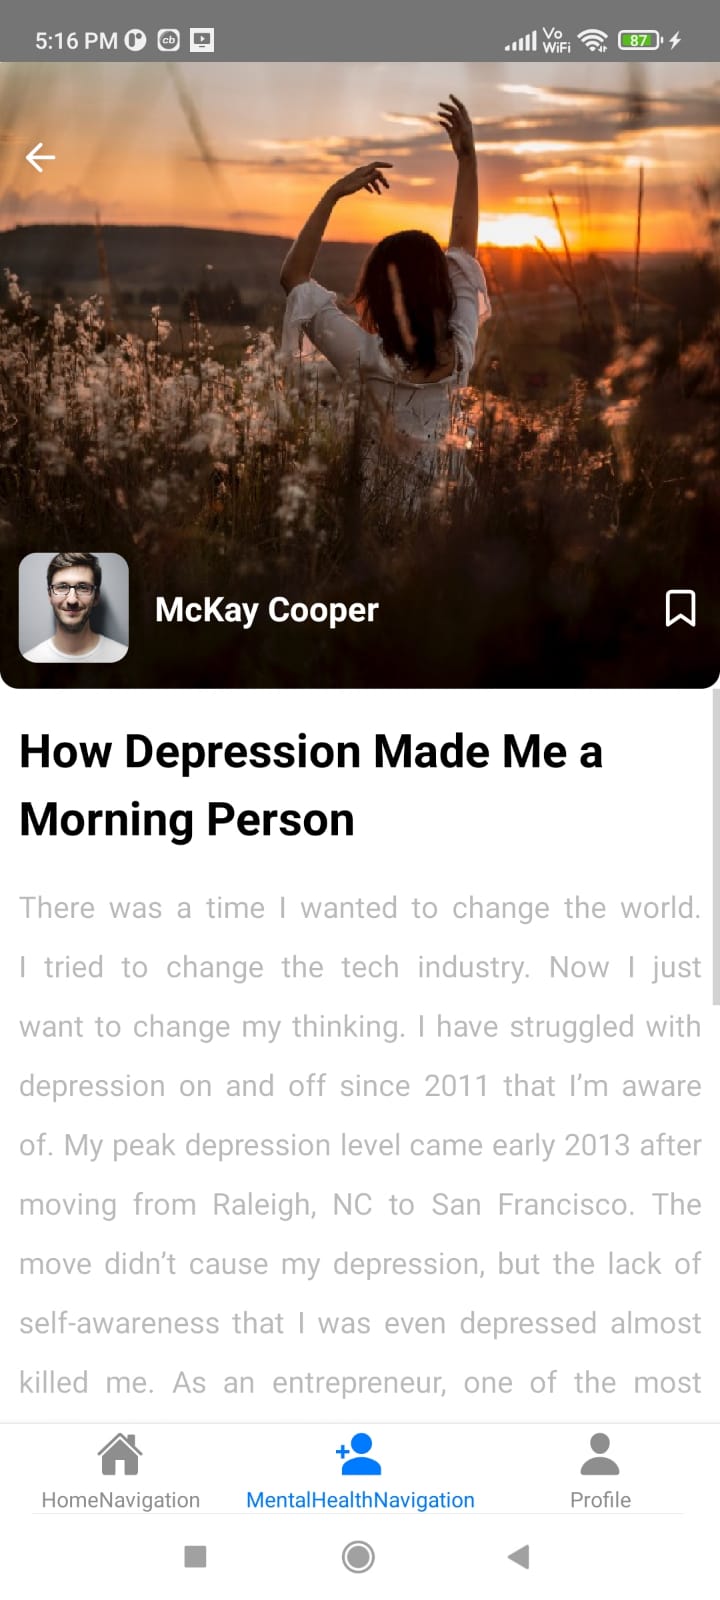 5:16 PM
cb
Vo
WiFi
87
McKay Cooper
How Depression Made Me a
Morning Person
There was a time I wanted to change the world.
I tried to change the tech industry. Now I just
want to change my thinking. I have struggled with
depression on and off since 2011 that I’m aware
of. My peak depression level came early 2013 after
moving from Raleigh, NC to San Francisco. The
move didn’t cause my depression, but the lack of
self-awareness that I was even depressed almost
killed me. As an entrepreneur, one of the most
HomeNavigation
MentalHealthNavigation
Profile